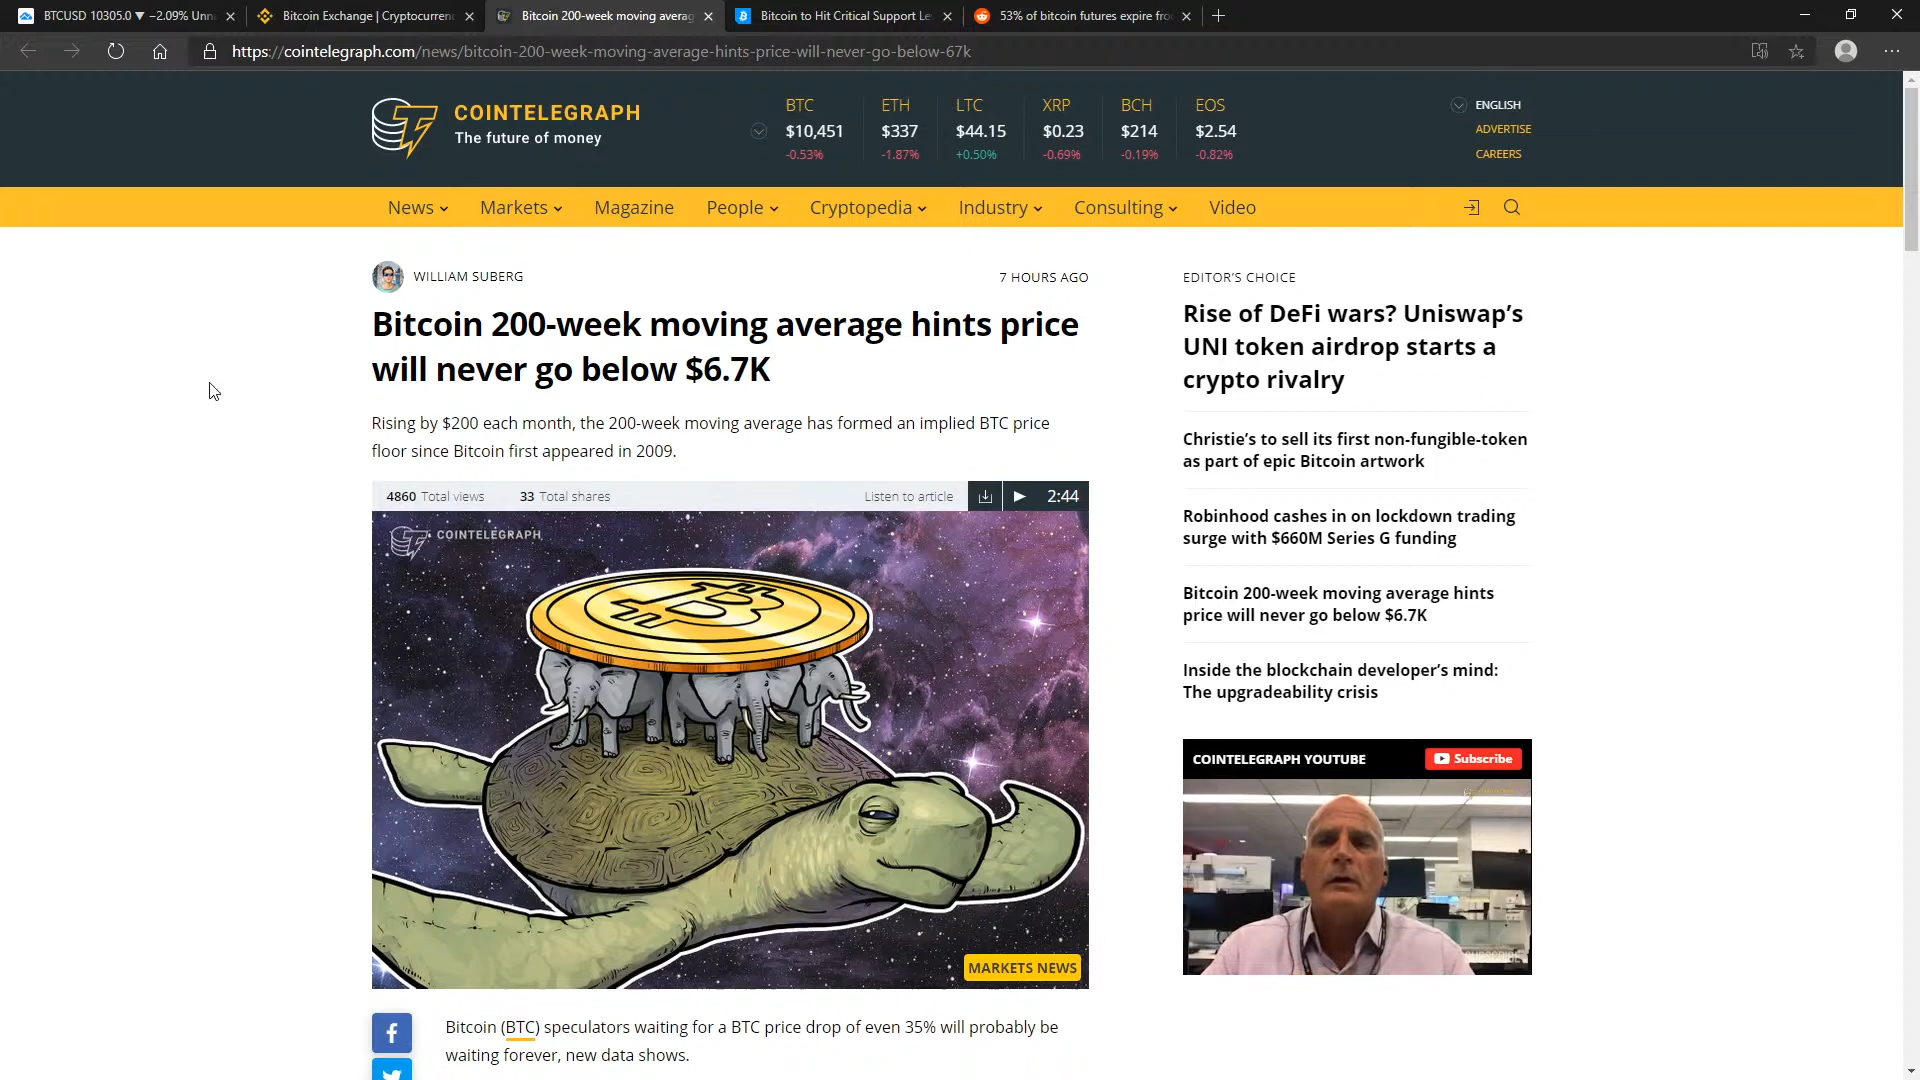 BTCUSD 10305.0 ▼ −2.09% Unna
Bitcoin Exchange | Cryptocurrenc
Bitcoin 200-week moving averag
Bitcoin to Hit Critical Support Le
53% of bitcoin futures expire fro
https://cointelegraph.com/news/bitcoin-200-week-moving-average-hints-price-will-never-go-below-67k
COINTELEGRAPH
The future of money
BTC ETH LTC XRP BCH EOS
$10,451 $337 $44.15 $0.23 $214 $2.54
-0.53% -1.87% +0.50% -0.69% -0.19% -0.82%
ENGLISH
ADVERTISE
CAREERS
News Markets Magazine People Cryptopedia Industry Consulting Video
WILLIAM SUBERG
7 HOURS AGO
Bitcoin 200-week moving average hints price
will never go below $6.7K
Rising by $200 each month, the 200-week moving average has formed an implied BTC price
floor since Bitcoin first appeared in 2009.
4860 Total views 33 Total shares Listen to article 2:44
COINTELEGRAPH
MARKETS NEWS
Bitcoin (BTC) speculators waiting for a BTC price drop of even 35% will probably be
waiting forever, new data shows.
EDITOR’S CHOICE
Rise of DeFi wars? Uniswap’s
UNI token airdrop starts a
crypto rivalry
Christie’s to sell its first non-fungible-token
as part of epic Bitcoin artwork
Robinhood cashes in on lockdown trading
surge with $660M Series G funding
Bitcoin 200-week moving average hints
price will never go below $6.7K
Inside the blockchain developer’s mind:
The upgradeability crisis
COINTELEGRAPH YOUTUBE
Subscribe